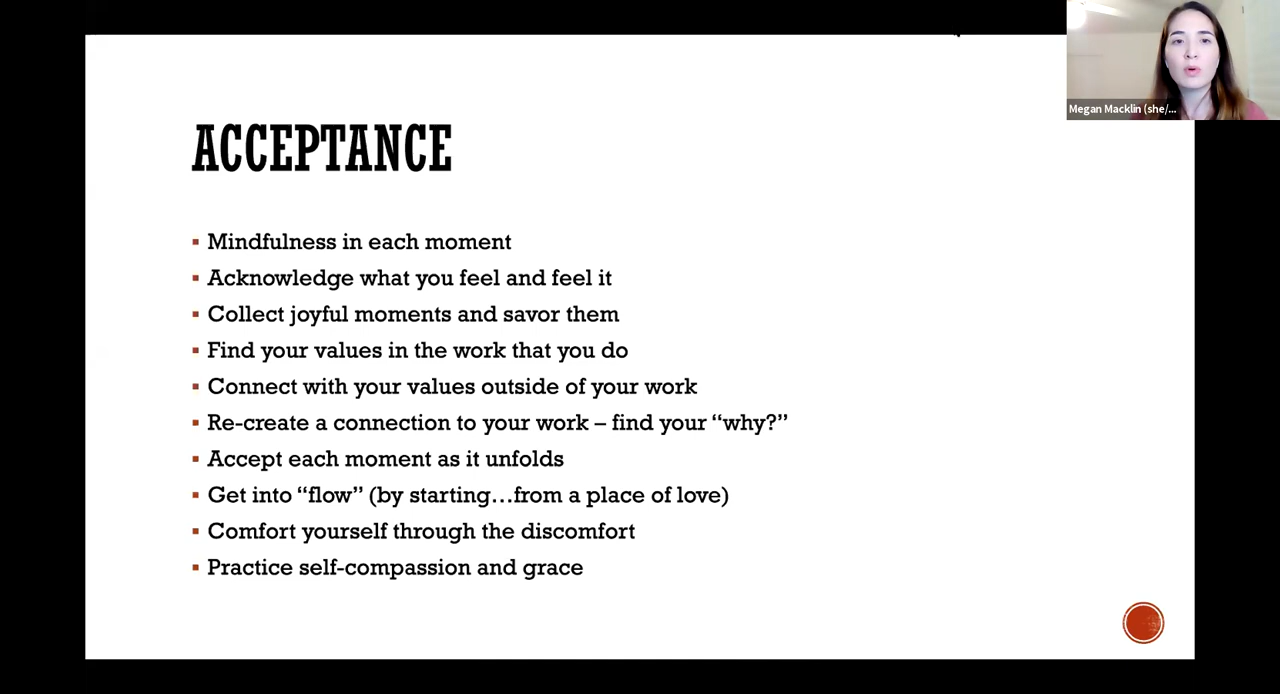 Megan Macklin (she/...
ACCEPTANCE
Mindfulness in each moment
Acknowledge what you feel and feel it
Collect joyful moments and savor them
Find your values in the work that you do
Connect with your values outside of your work
Re-create a connection to your work – find your “why?”
Accept each moment as it unfolds
Get into “flow” (by starting…from a place of love)
Comfort yourself through the discomfort
Practice self-compassion and grace